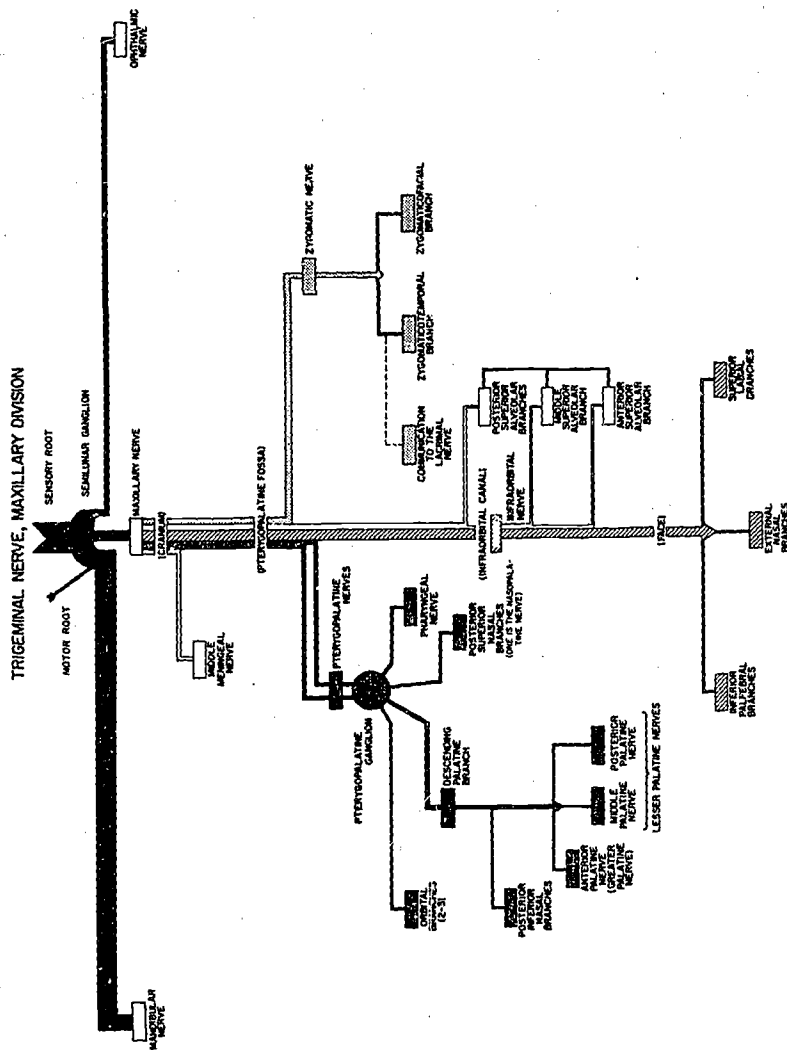 TRIGEMINAL NERVE, MAXILLARY DIVISION
SENSORY ROOT
MOTOR ROOT
SEMILUNAR GANGLION
OPHTHALMIC
NERVE
MANDIBULAR
NERVE
MAXILLARY NERVE
(CRANIUM)
MIDDLE
MENINGEAL
NERVE
(PTERYGOPALATINE FOSSA)
ZYGOMATIC NERVE
ZYGOMATICOTEMPORAL
BRANCH
ZYGOMATICOFACIAL
BRANCH
COMMUNICATION
TO THE
LACRIMAL
NERVE
PTERYGOPALATINE
NERVES
PTERYGOPALATINE
GANGLION
ORBITAL
BRANCHES
(2-3)
PHARYNGEAL
NERVE
POSTERIOR
SUPERIOR
NASAL
BRANCHES
(ONE IS THE NASOPALA-
TINE NERVE)
DESCENDING
PALATINE
BRANCH
POSTERIOR
INFERIOR
NASAL
BRANCHES
ANTERIOR
PALATINE
NERVE
(GREATER
PALATINE
NERVE)
MIDDLE
PALATINE
NERVE
POSTERIOR
PALATINE
NERVE
LESSER PALATINE NERVES
POSTERIOR
SUPERIOR
ALVEOLAR
BRANCHES
(INFRAORBITAL CANAL)
INFRAORBITAL
NERVE
MIDDLE
SUPERIOR
ALVEOLAR
BRANCH
ANTERIOR
SUPERIOR
ALVEOLAR
BRANCH
(FACE)
INFERIOR
PALPEBRAL
BRANCHES
EXTERNAL
NASAL
BRANCHES
SUPERIOR
LABIAL
BRANCHES